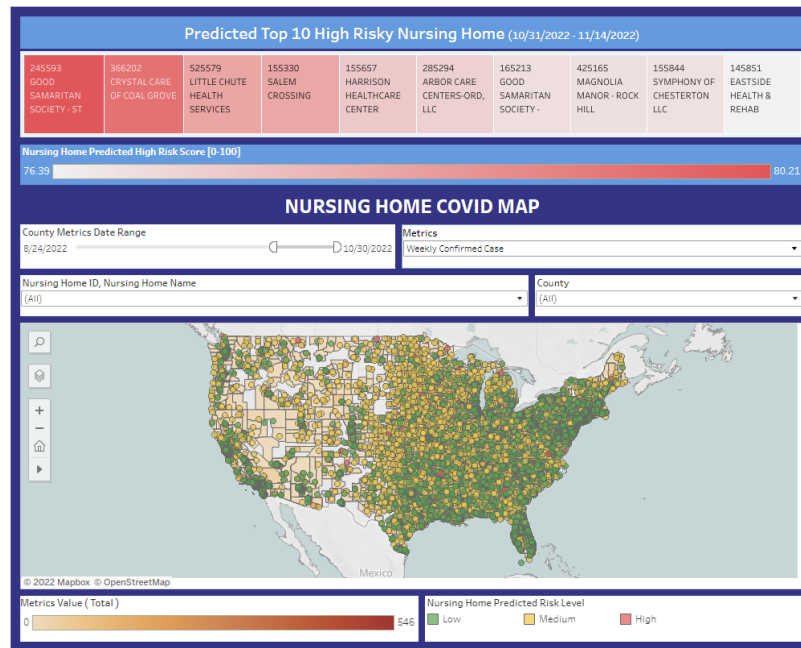 Predicted Top 10 High Risky Nursing Home (10/31/2022 - 11/14/2022)
245593
GOOD
SAMARITAN
SOCIETY - ST
366202
CRYSTAL CARE
OF COAL GROVE
525579
LITTLE CHUTE
HEALTH
SERVICES
155330
SALEM
CROSSING
155657
HARRISON
HEALTHCARE
CENTER
285294
ARBOR CARE
CENTERS-ORD,
LLC
165213
GOOD
SAMARITAN
SOCIETY -
425165
MAGNOLIA
MANOR - ROCK
HILL
155844
SYMPHONY OF
CHESTERTON
LLC
145851
EASTSIDE
HEALTH &
REHAB
Nursing Home Predicted High Risk Score [0-100]
76.39 80.21
NURSING HOME COVID MAP
County Metrics Date Range
8/24/2022 10/30/2022
Metrics
Weekly Confirmed Case
Nursing Home ID, Nursing Home Name
(All)
County
(All)
Mexico
© 2022 Mapbox © OpenStreetMap
Metrics Value ( Total )
0 546
Nursing Home Predicted Risk Level
Low Medium High